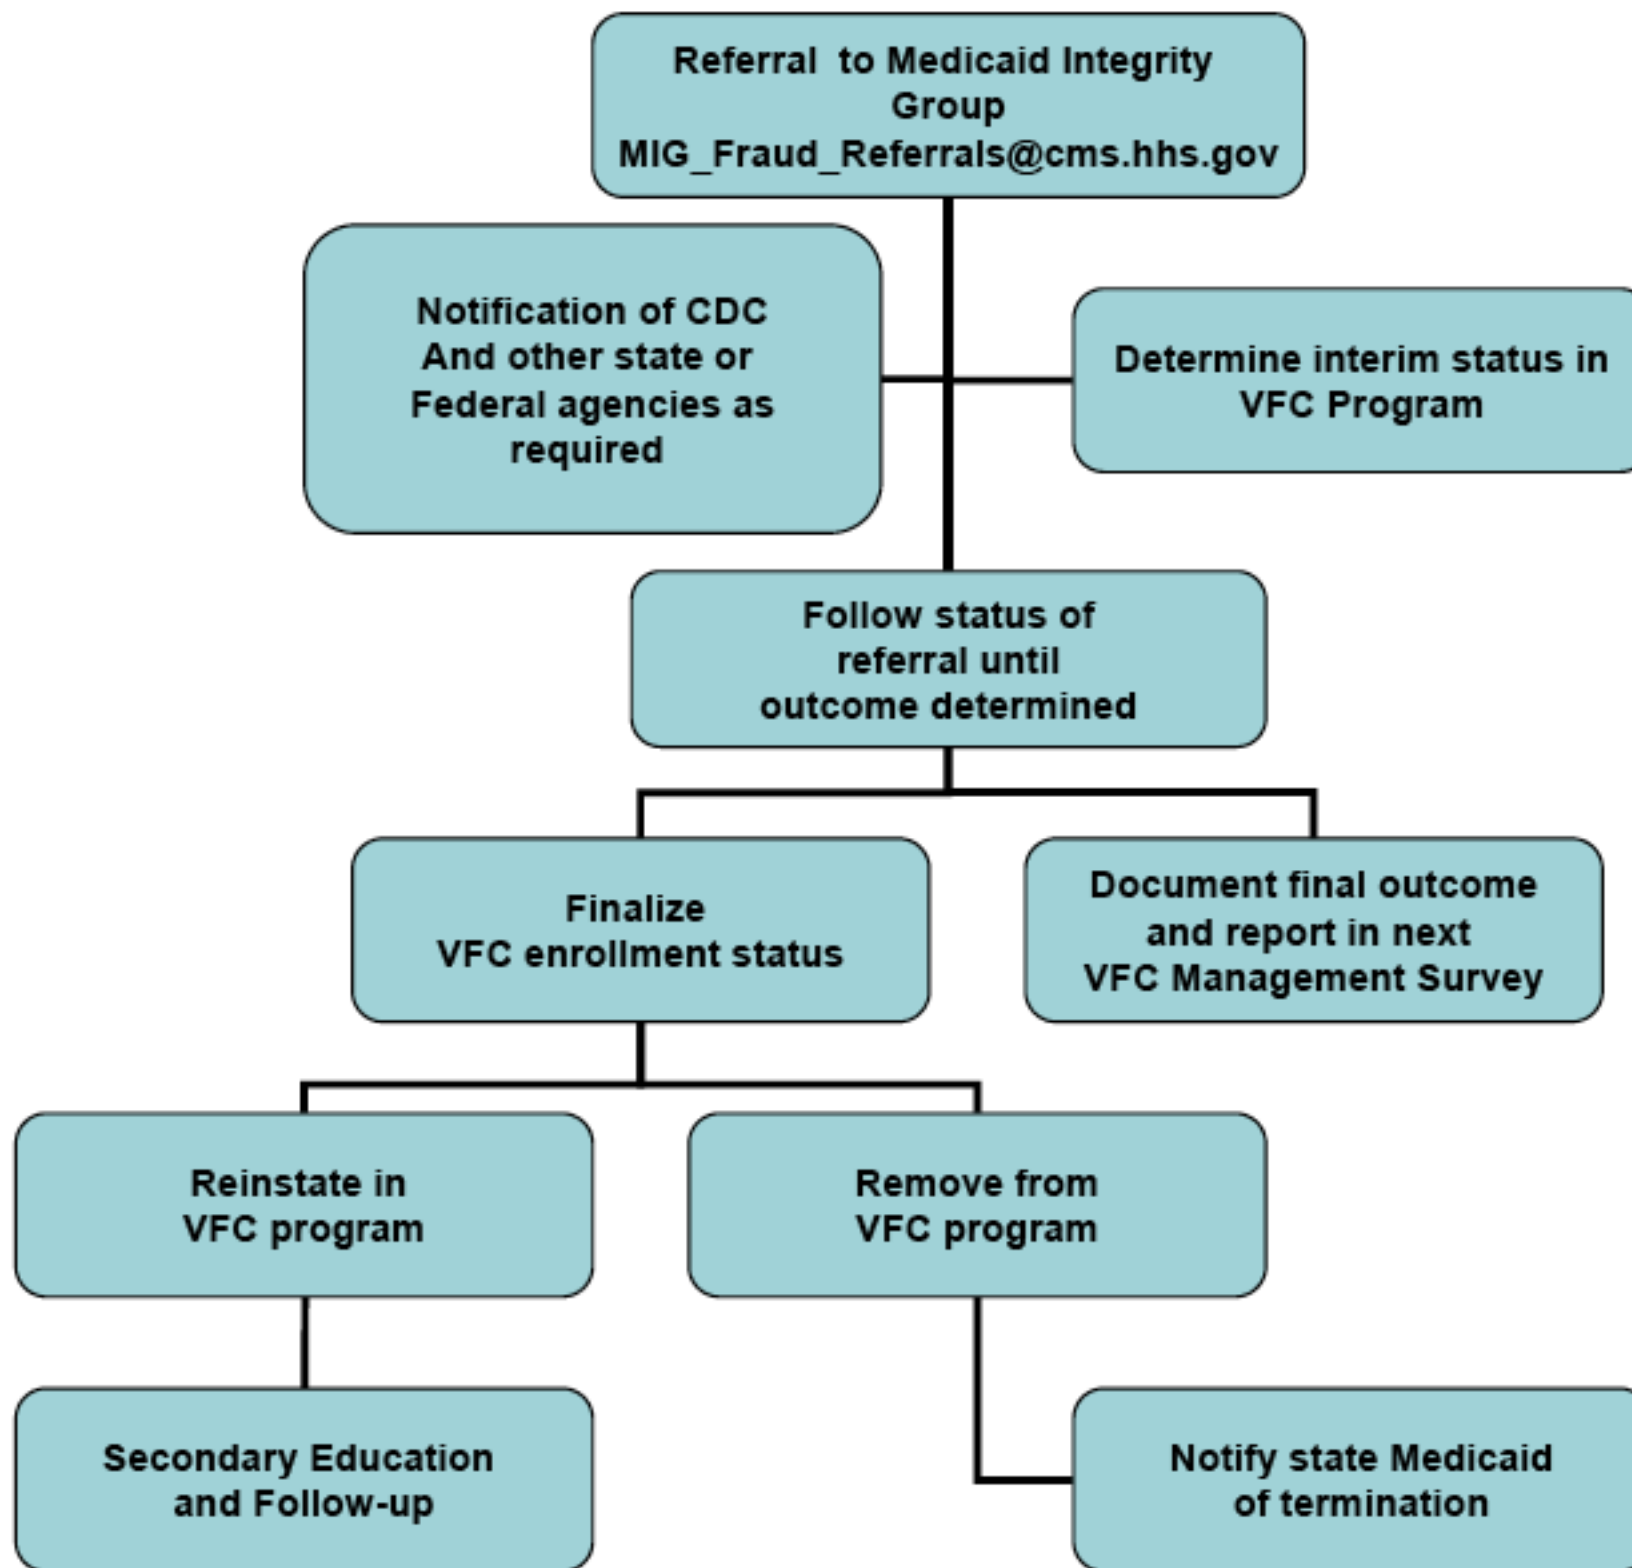 Referral to Medicaid Integrity
Group
MIG_Fraud_Referrals@cms.hhs.gov
Notification of CDC
And other state or
Federal agencies as
required
Determine interim status in
VFC Program
Follow status of
referral until
outcome determined
Finalize
VFC enrollment status
Document final outcome
and report in next
VFC Management Survey
Reinstate in
VFC program
Remove from
VFC program
Secondary Education
and Follow-up
Notify state Medicaid
of termination